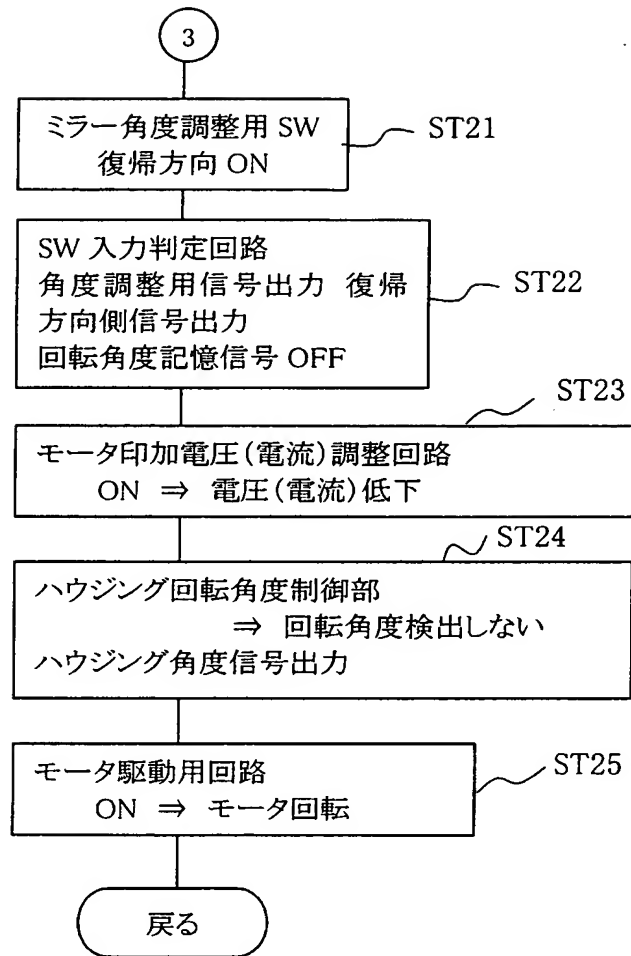 3
ミラー角度調整用 SW
復帰方向 ON
ST21
SW 入力判定回路
角度調整用信号出力 復帰
方向側信号出力
回転角度記憶信号 OFF
ST22
ST23
モータ印加電圧(電流)調整回路
ON ⇒ 電圧(電流)低下
ST24
ハウジング回転角度制御部
⇒ 回転角度検出しない
ハウジング角度信号出力
モータ駆動用回路
ON ⇒ モータ回転
ST25
戻る